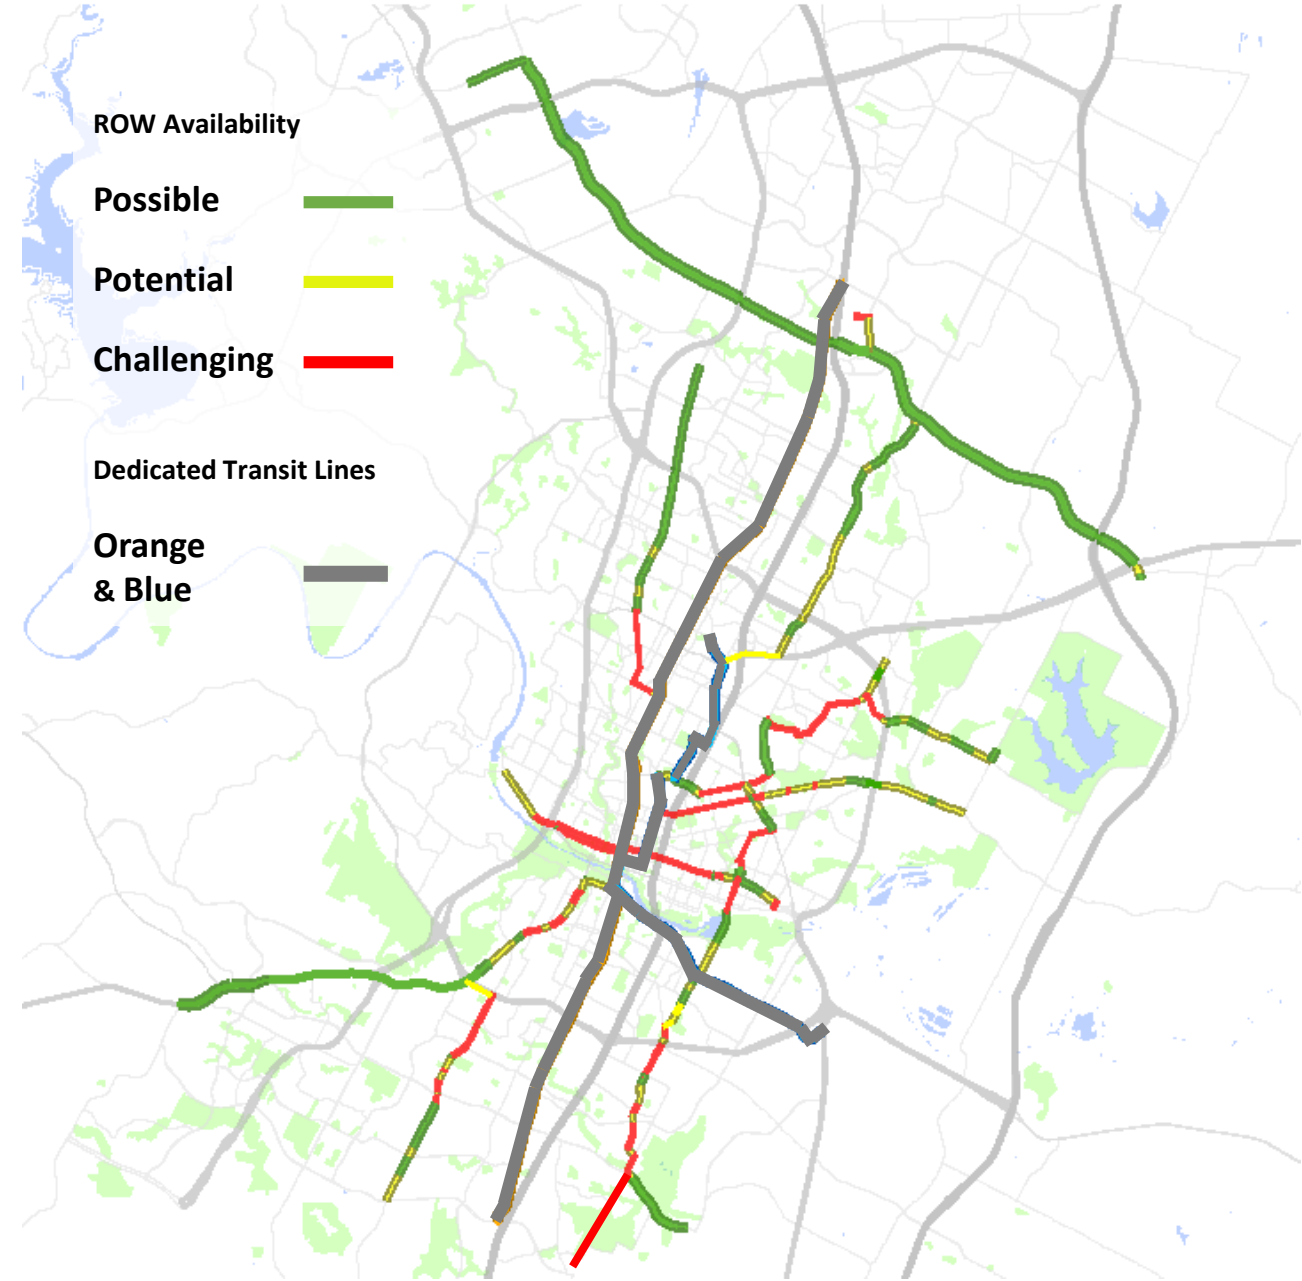 ROW Availability
Possible
Potential
Challenging
Dedicated Transit Lines
Orange
& Blue